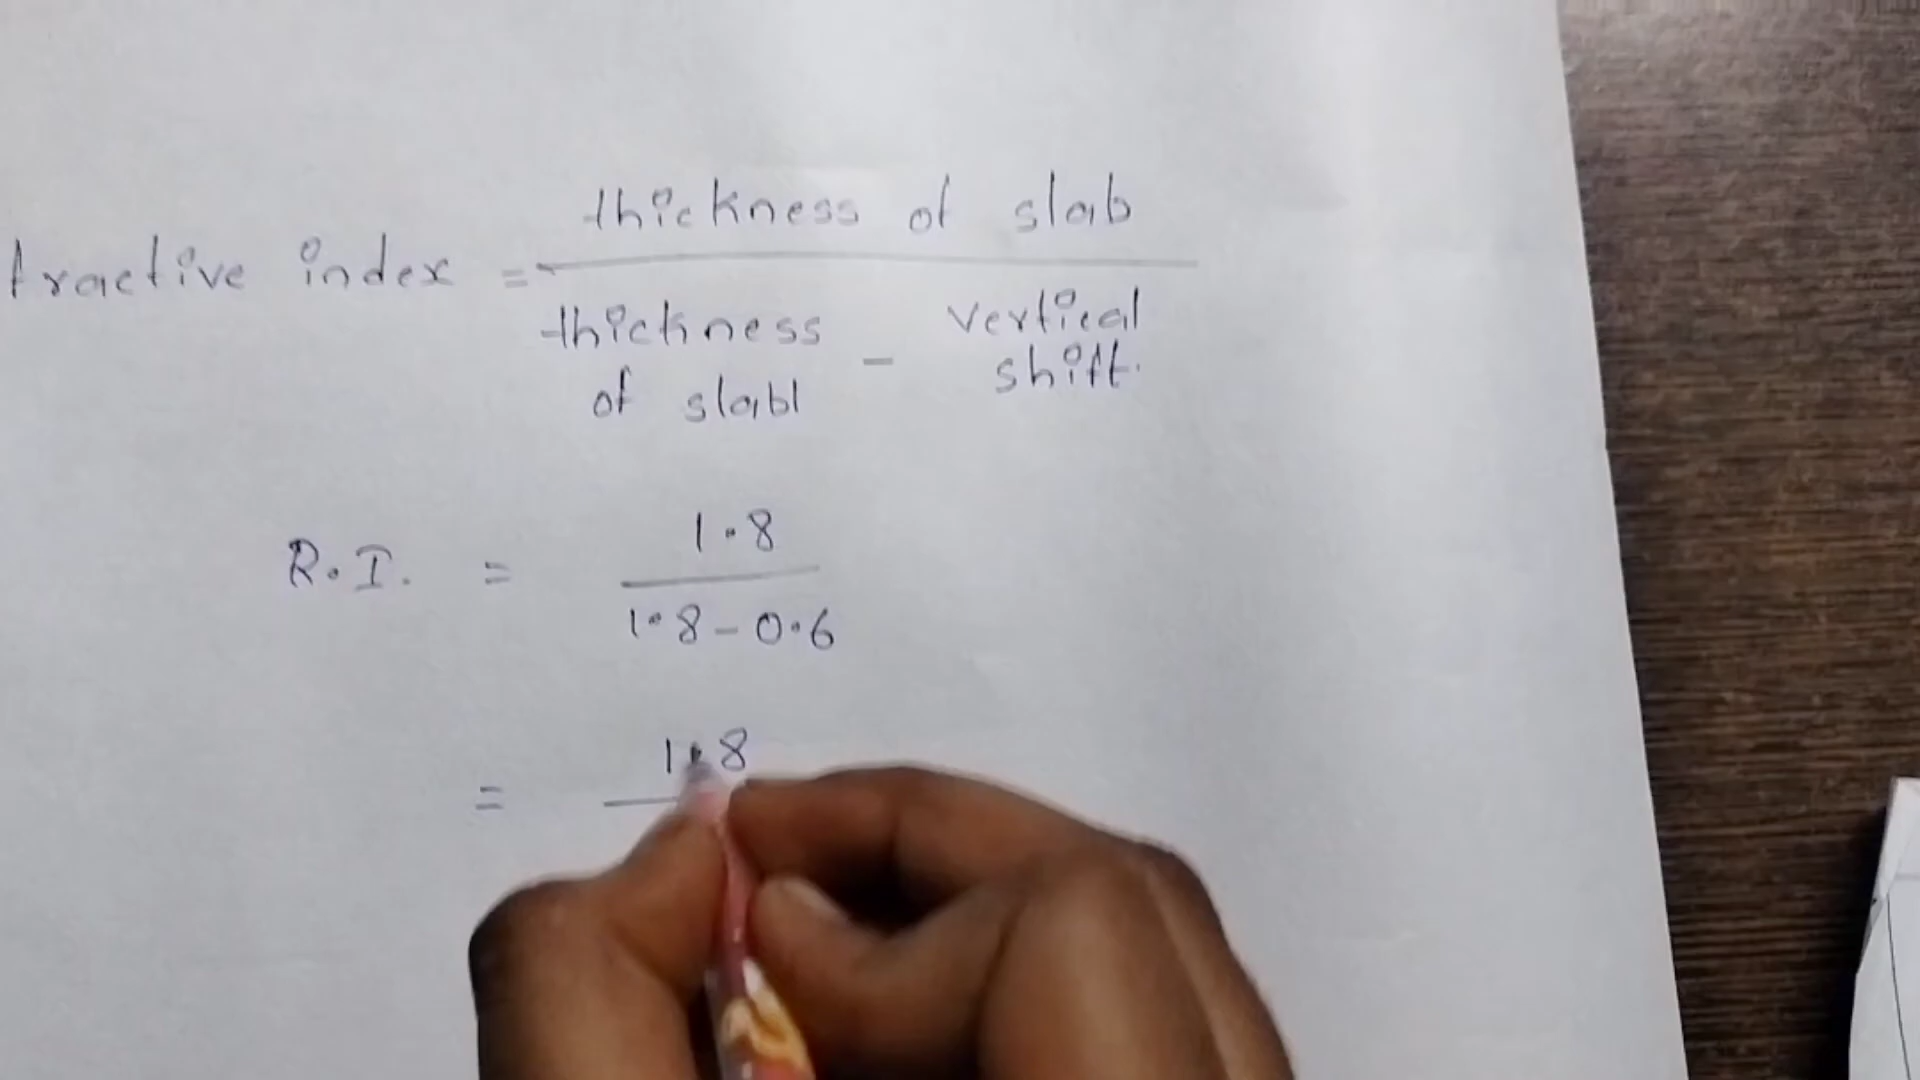 fractive index = thickness of slab
thickness of slabl - vertical shift.
R.I. = 1.8
1.8 - 0.6
= 1.8